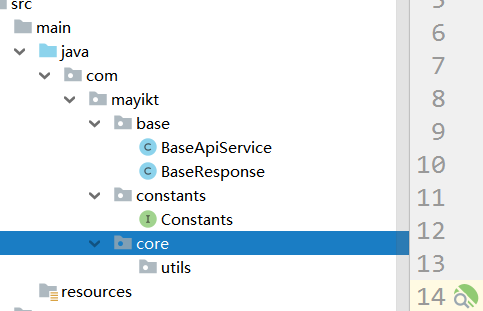 src
main
java
com
mayikt
base
BaseApiService
BaseResponse
constants
Constants
core
utils
resources
5
6
7
8
9
10
11
12
13
14